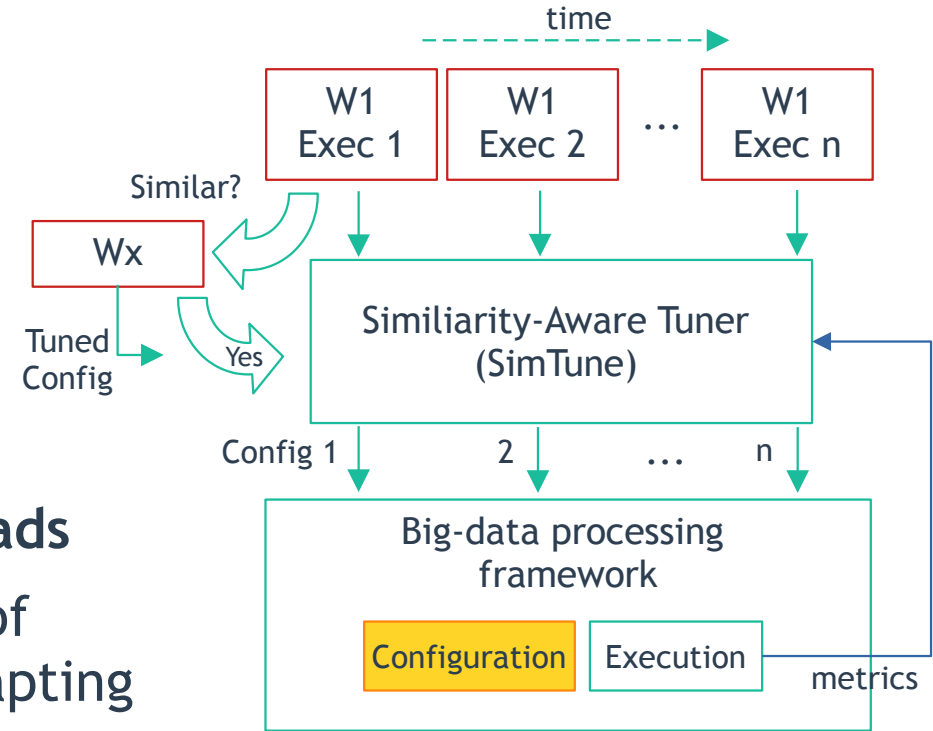 time
W1
Exec 1
W1
Exec 2
...
W1
Exec n
Similar?
Wx
Tuned
Config
Yes
Similiarity-Aware Tuner
(SimTune)
Config 1
2
...
n
Big-data processing
framework
Configuration
Execution
metrics
ads
of
apting